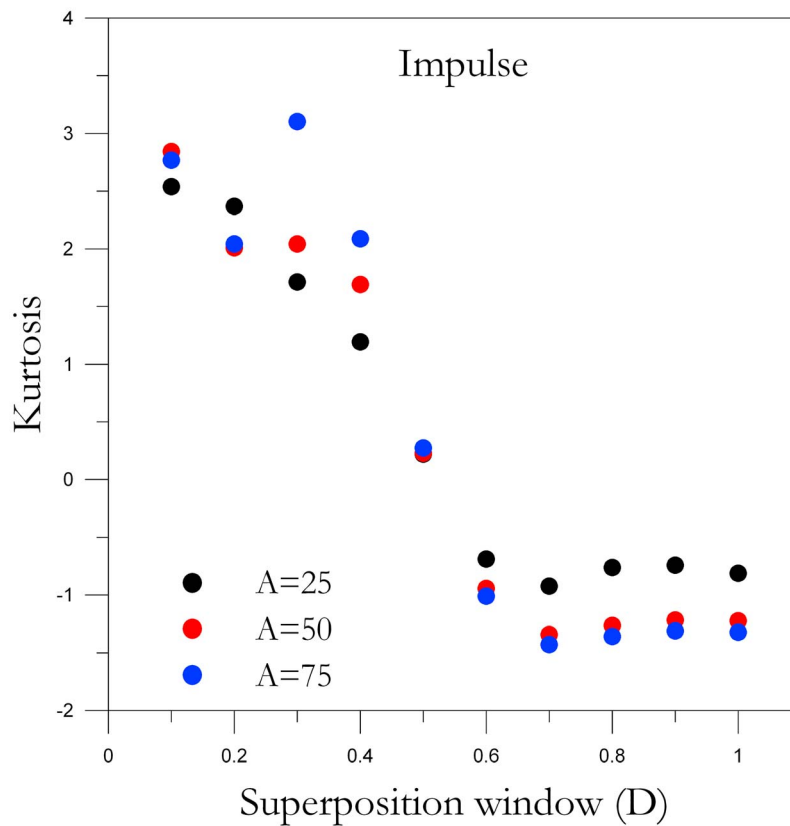 Impulse
4
3
2
1
0
-1
-2
Kurtosis
A=25
A=50
A=75
0
0.2
0.4
0.6
0.8
1
Superposition window (D)